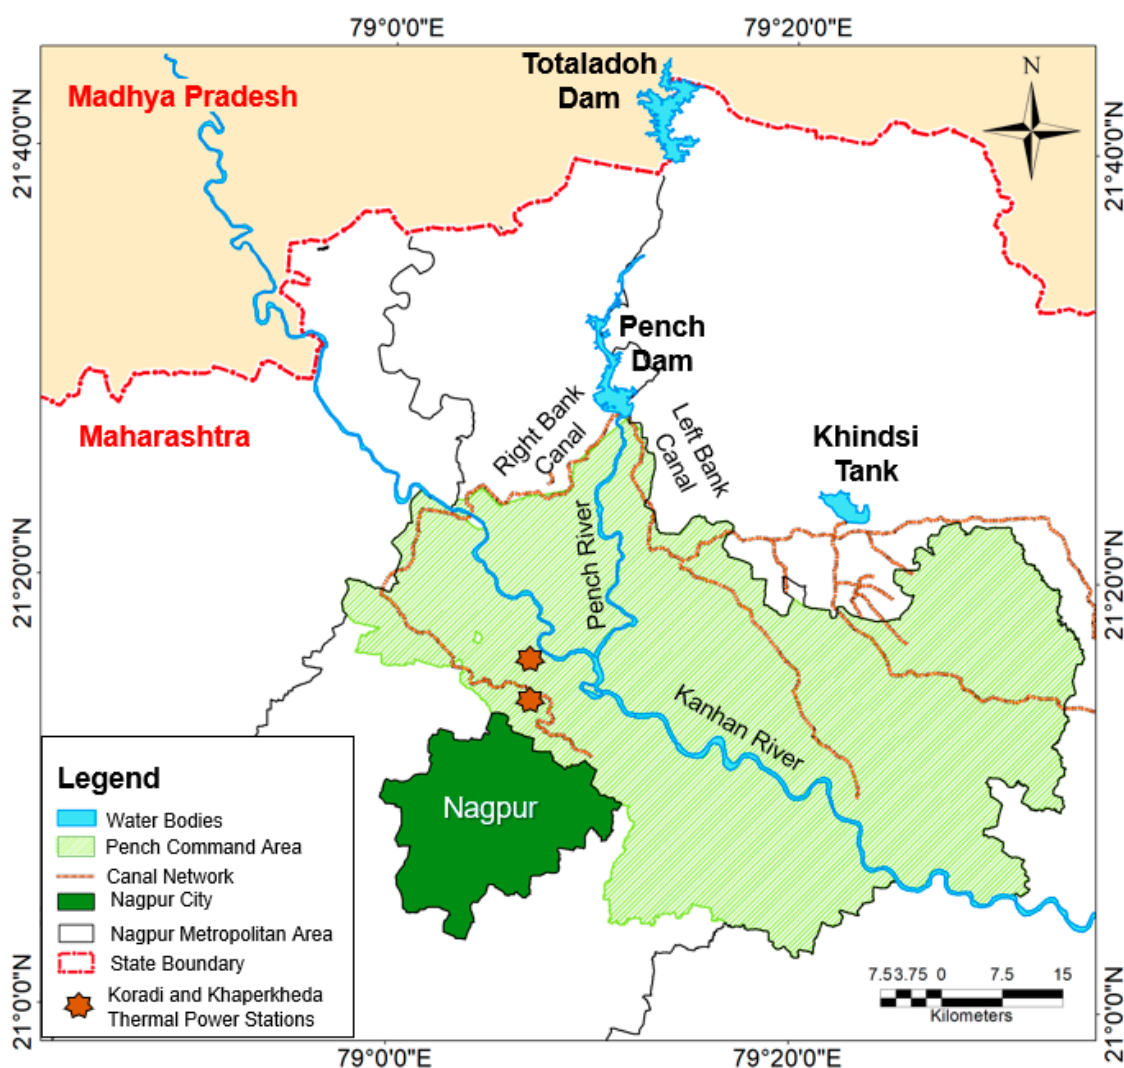 79°0'0"E
79°20'0"E
Totaladoh
Dam
N
Madhya Pradesh
21°40'0"N
21°40'0"N
Pench
Dam
Right Bank
Canal
Left Bank
Canal
Maharashtra
Khindsi
Tank
Pench River
21°20'0"N
21°20'0"N
Kanhan River
Nagpur
Legend
Water Bodies
Pench Command Area
Canal Network
Nagpur City
Nagpur Metropolitan Area
State Boundary
Koradi and Khaperkheda
Thermal Power Stations
7.53.75 0 7.5 15
Kilometers
21°0'0"N
21°0'0"N
79°0'0"E
79°20'0"E